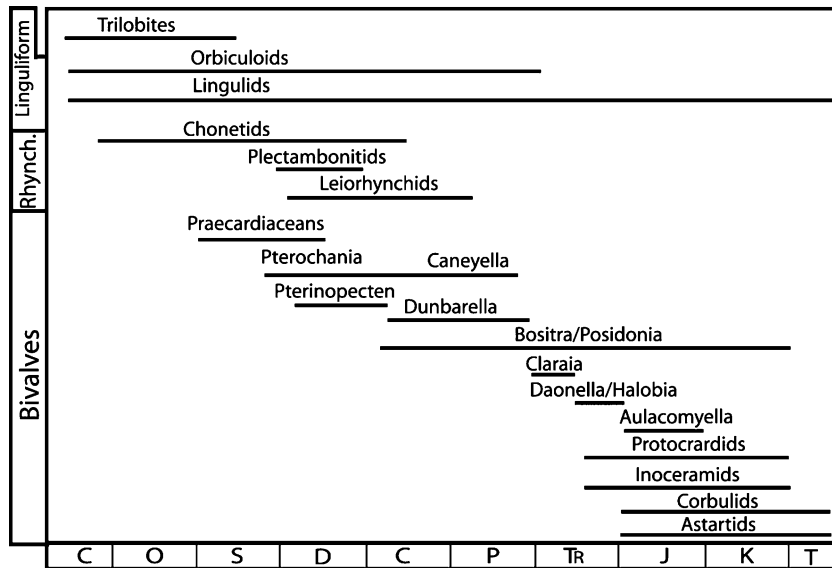 Linguliform
Rhynch.
Bivalves
Trilobites
Orbiculoids
Lingulids
Chonetids
Plectambonitids
Leiorhynchids
Praecardiaceans
Pterochania Caneyella
Pterinopecten
Dunbarella
Bositra/Posidonia
Claraia
Daonella/Halobia
Aulacomyella
Protocrardids
Inoceramids
Corbulids
Astartids
C O S D C P TR J K T